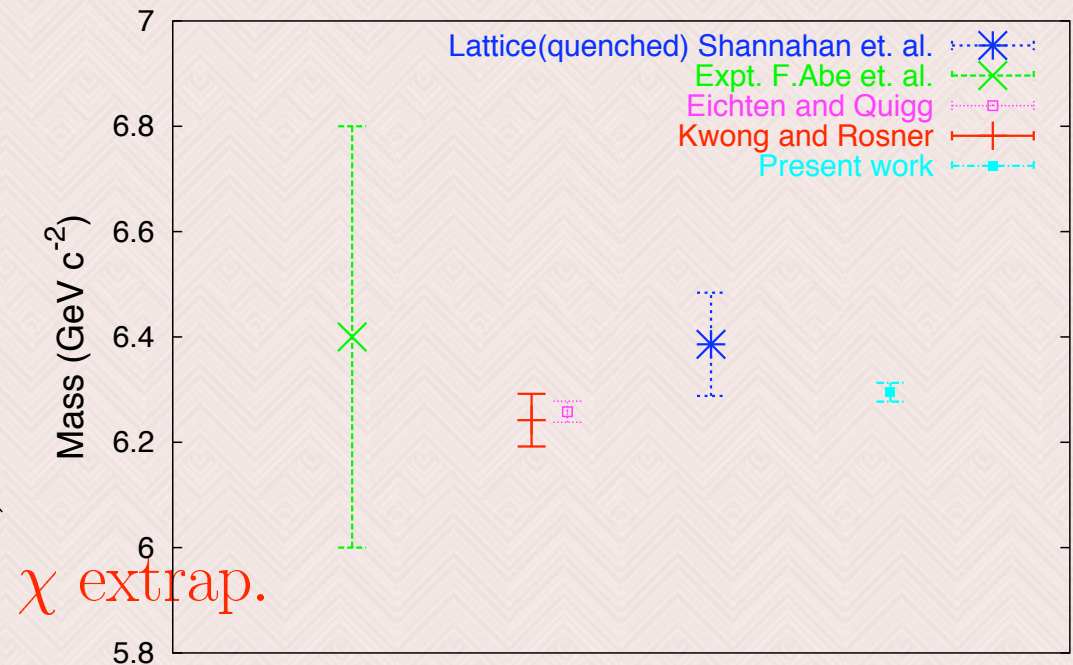 7
6.8
6.6
6.4
6.2
6
5.8
Mass (GeV c⁻²)
Lattice(quenched) Shannahan et. al.
Expt. F.Abe et. al.
Eichten and Quigg
Kwong and Rosner
Present work
χ extrap.